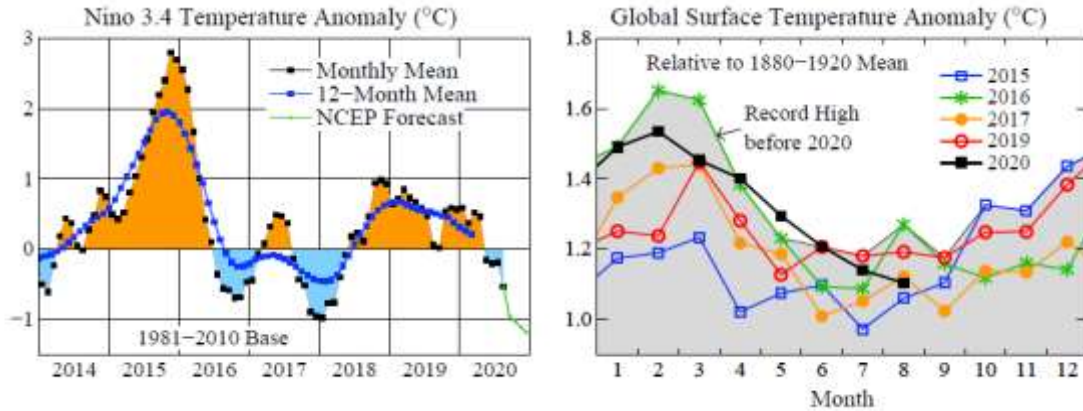 Nino 3.4 Temperature Anomaly (°C)
3
2
1
0
−1
Monthly Mean
12−Month Mean
NCEP Forecast
1981−2010 Base
2014 2015 2016 2017 2018 2019 2020
Global Surface Temperature Anomaly (°C)
1.8
1.6
1.4
1.2
1.0
Relative to 1880−1920 Mean
Record High
before 2020
2015
2016
2017
2019
2020
1 2 3 4 5 6 7 8 9 10 11 12
Month